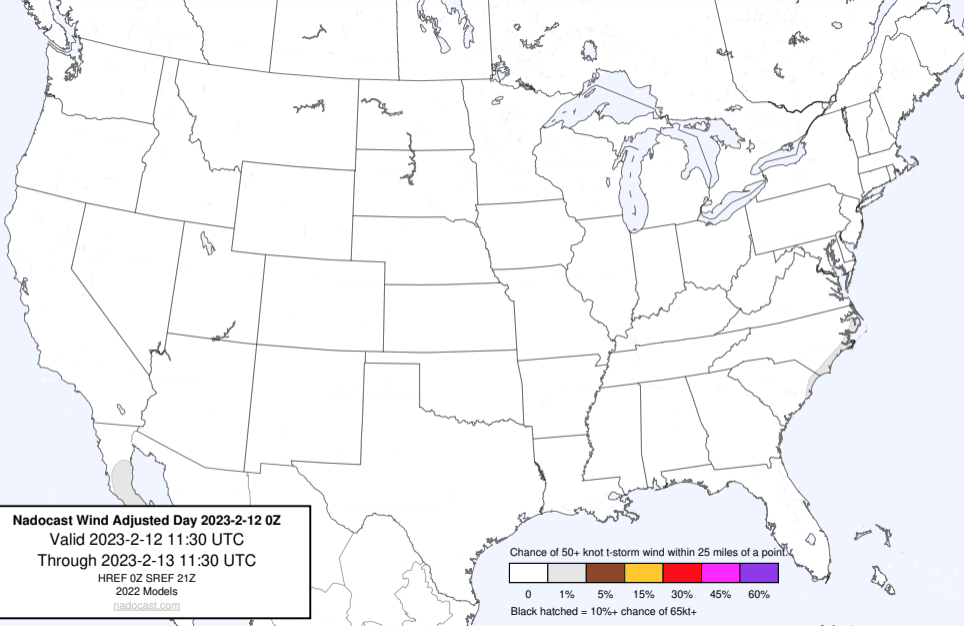 Nadocast Wind Adjusted Day 2023-2-12 0Z
Valid 2023-2-12 11:30 UTC
Through 2023-2-13 11:30 UTC
HREF 0Z SREF 21Z
2022 Models
nadocast.com
Chance of 50+ knot t-storm wind within 25 miles of a point.
0 1% 5% 15% 30% 45% 60%
Black hatched = 10%+ chance of 65kt+